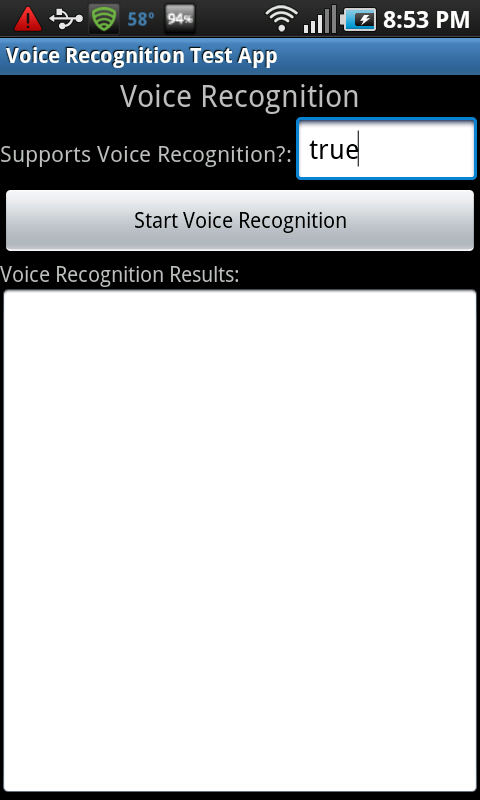 58° 94% 8:53 PM
Voice Recognition Test App
Voice Recognition
Supports Voice Recognition?: true
Start Voice Recognition
Voice Recognition Results: